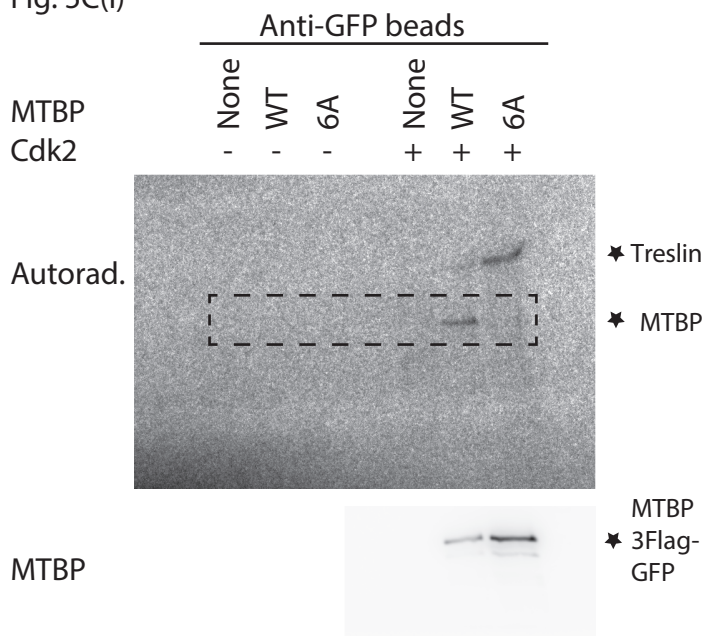 Fig. 5C(i)
Anti-GFP beads
MTBP None WT 6A None WT 6A
Cdk2 - - - + + +
Autorad.
★ Treslin
★ MTBP
MTBP
MTBP
★ 3Flag-
GFP